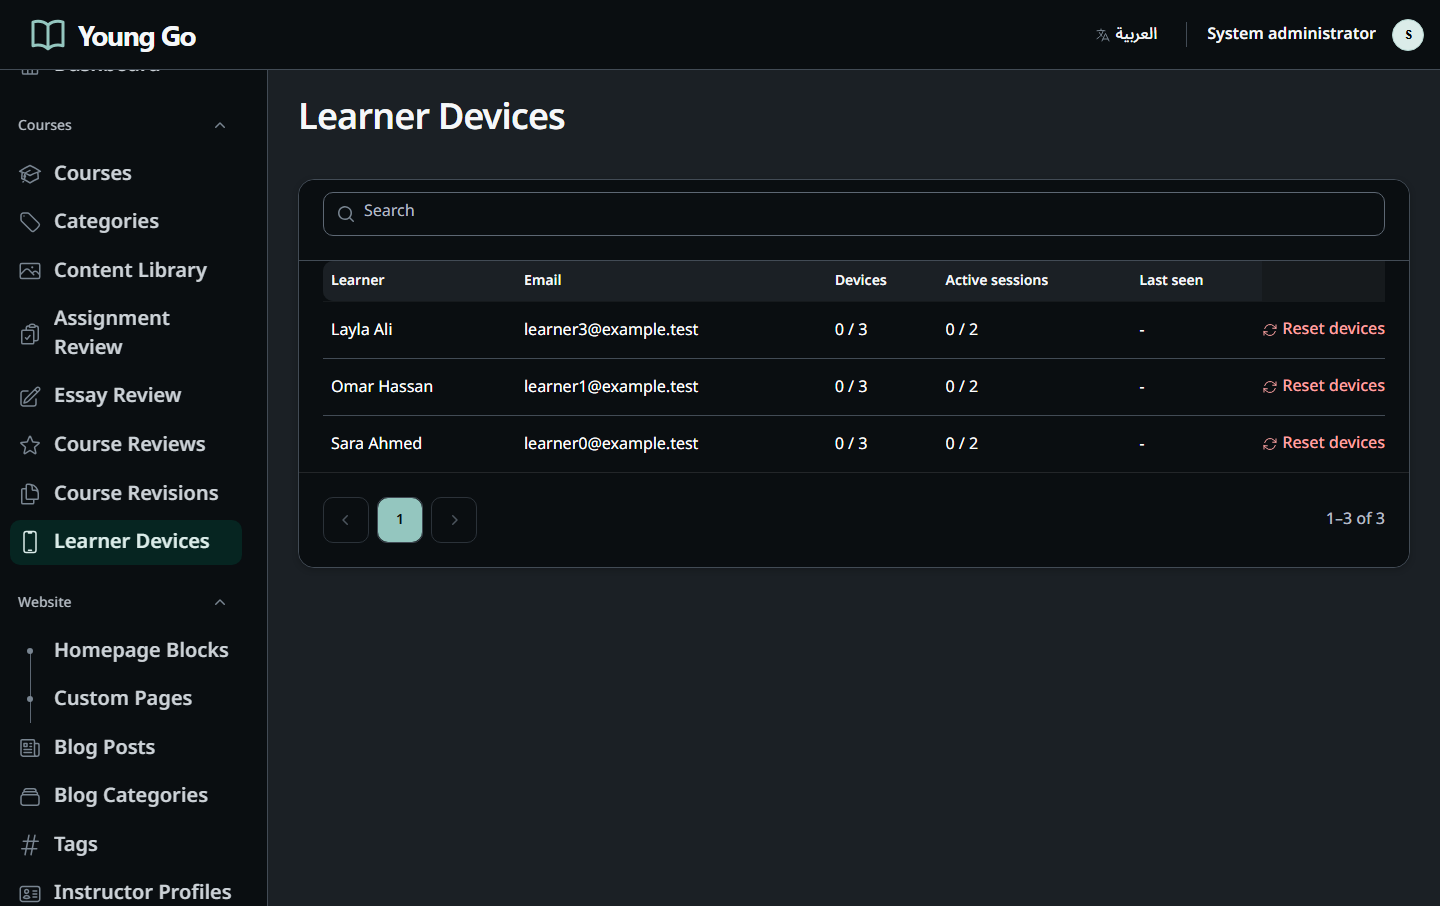 Young Go
العربية
System administrator
S
Dashboard
Courses
Courses
Categories
Content Library
Assignment
Review
Essay Review
Course Reviews
Course Revisions
Learner Devices
Website
Homepage Blocks
Custom Pages
Blog Posts
Blog Categories
Tags
Instructor Profiles
Learner Devices
Search
Learner Email Devices Active sessions Last seen
Layla Ali learner3@example.test 0 / 3 0 / 2 - Reset devices
Omar Hassan learner1@example.test 0 / 3 0 / 2 - Reset devices
Sara Ahmed learner0@example.test 0 / 3 0 / 2 - Reset devices
1
1–3 of 3